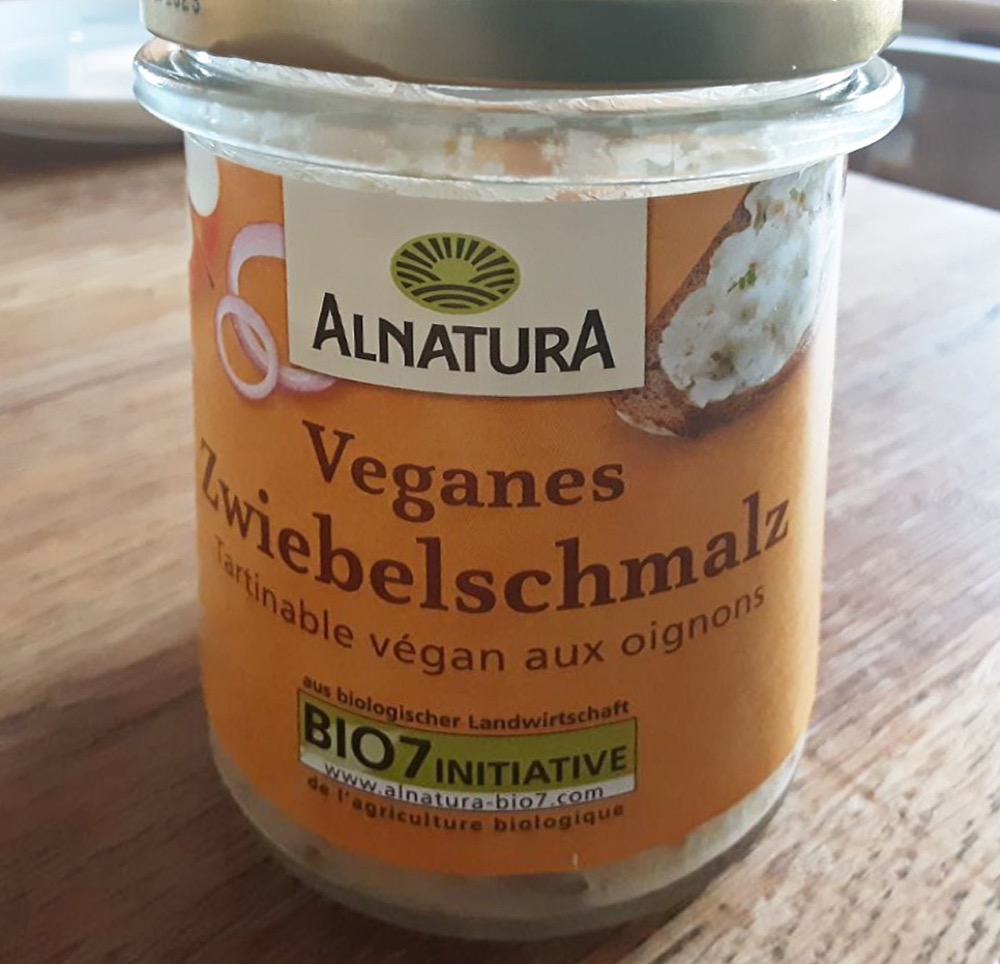 ALNATURA
Veganes
Zwiebelschmalz
Tartinable végan aux oignons
aus biologischer Landwirtschaft
BIO7 INITIATIVE
www.alnatura-bio7.com
de l'agriculture biologique